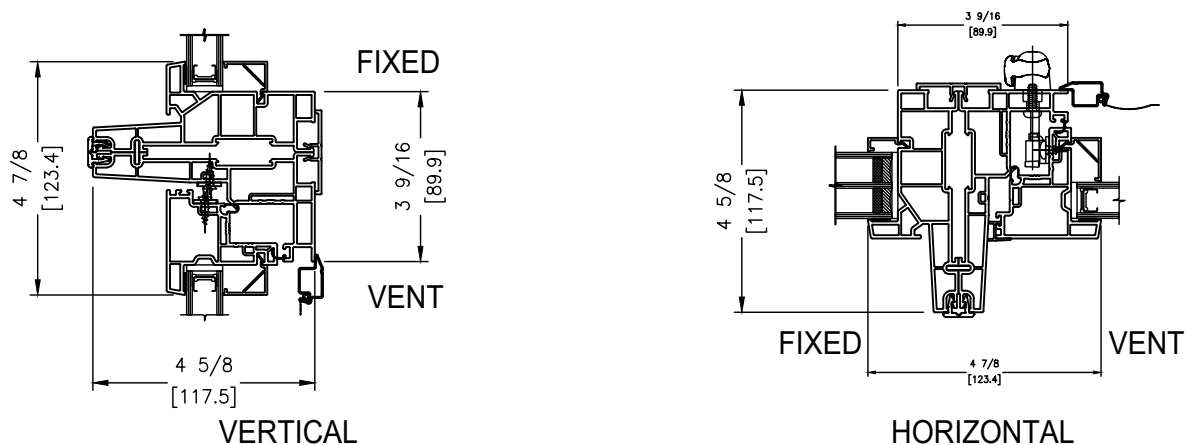 FIXED
4 7/8
[123.4]
3 9/16
[89.9]
VENT
4 5/8
[117.5]
VERTICAL
3 9/16
[89.9]
4 5/8
[117.5]
FIXED
VENT
4 7/8
[123.4]
HORIZONTAL